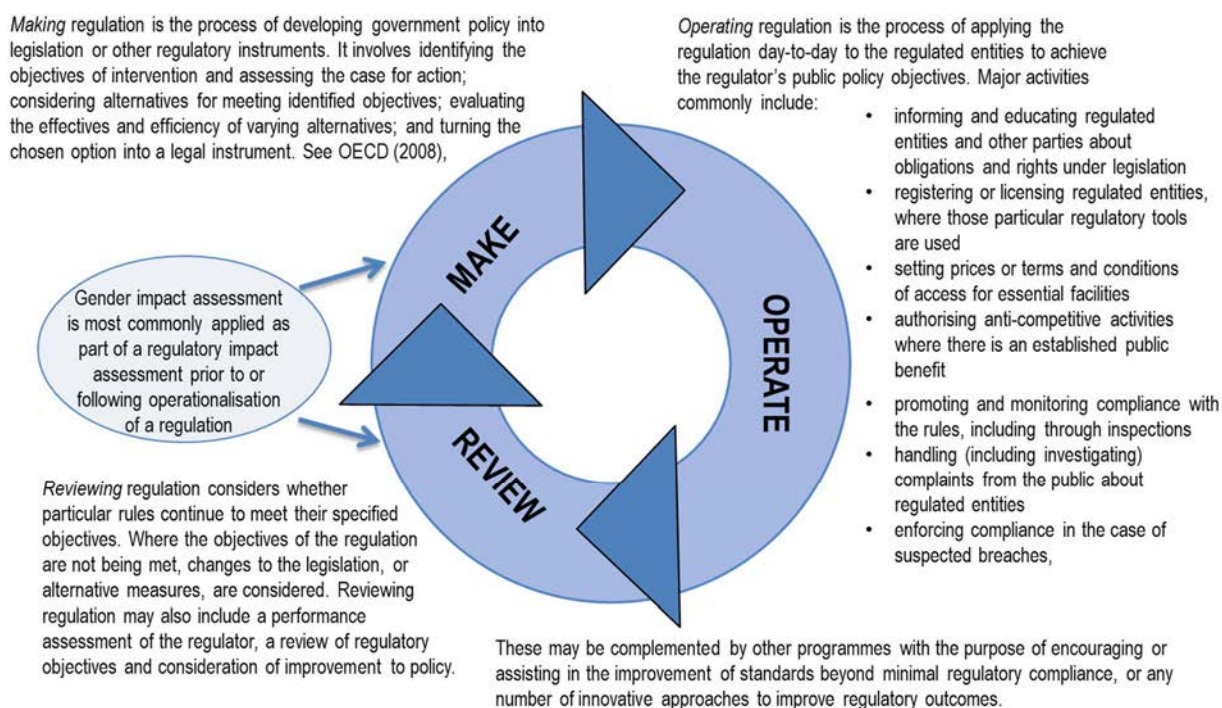 Making regulation is the process of developing government policy into
legislation or other regulatory instruments. It involves identifying the
objectives of intervention and assessing the case for action;
considering alternatives for meeting identified objectives; evaluating
the effectives and efficiency of varying alternatives; and turning the
chosen option into a legal instrument. See OECD (2008),
Operating regulation is the process of applying the
regulation day-to-day to the regulated entities to achieve
the regulator's public policy objectives. Major activities
commonly include:
• informing and educating regulated
entities and other parties about
obligations and rights under legislation
• registering or licensing regulated entities,
where those particular regulatory tools
are used
• setting prices or terms and conditions
of access for essential facilities
• authorising anti-competitive activities
where there is an established public
benefit
• promoting and monitoring compliance with
the rules, including through inspections
• handling (including investigating)
complaints from the public about
regulated entities
• enforcing compliance in the case of
suspected breaches,
MAKE
OPERATE
REVIEW
Gender impact assessment
is most commonly applied as
part of a regulatory impact
assessment prior to or
following operationalisation
of a regulation
Reviewing regulation considers whether
particular rules continue to meet their specified
objectives. Where the objectives of the regulation
are not being met, changes to the legislation, or
alternative measures, are considered. Reviewing
regulation may also include a performance
assessment of the regulator, a review of regulatory
objectives and consideration of improvement to policy.
These may be complemented by other programmes with the purpose of encouraging or
assisting in the improvement of standards beyond minimal regulatory compliance, or any
number of innovative approaches to improve regulatory outcomes.